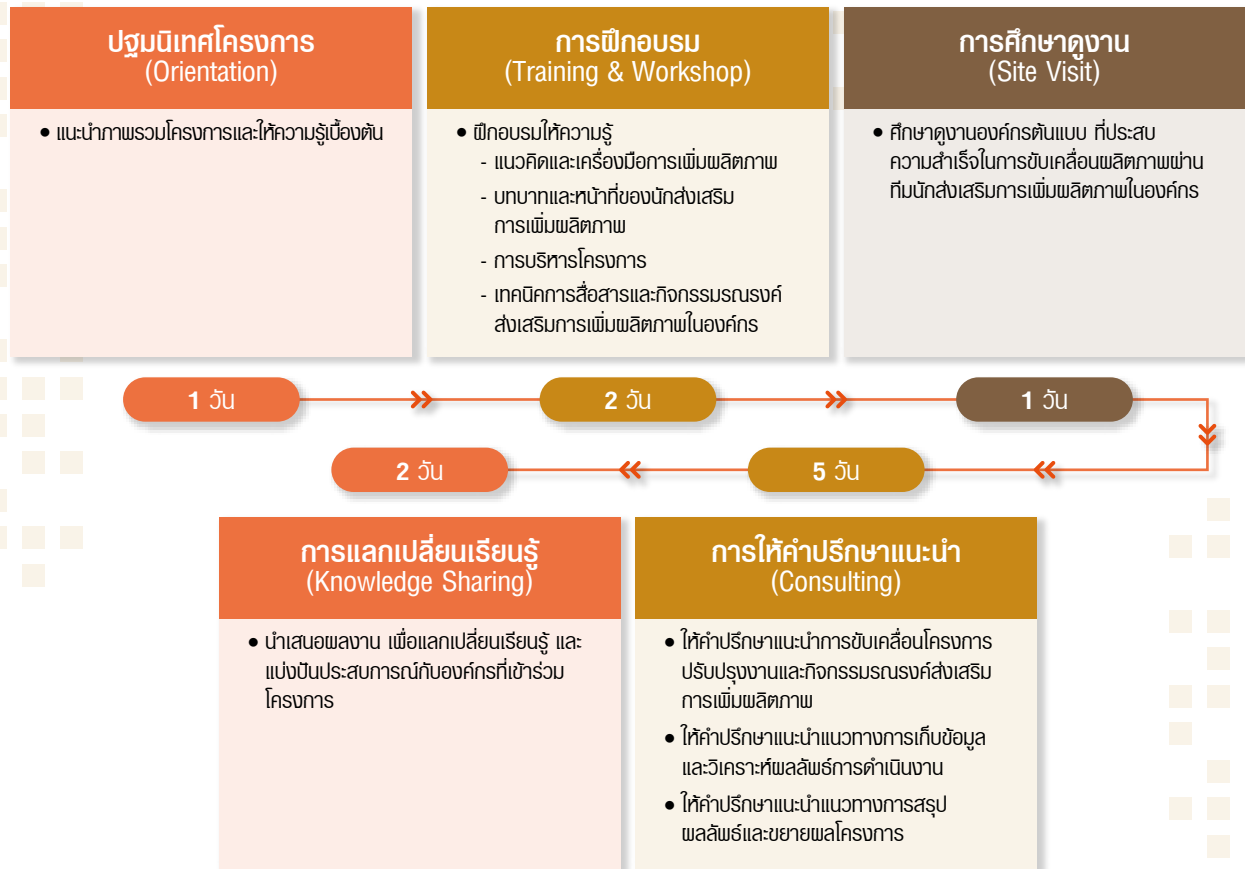 ปฐมนิเทศโครงการ
(Orientation)
• แนะนำภาพรวมโครงการและให้ความรู้เบื้องต้น
การฝึกอบรม
(Training & Workshop)
• ฝึกอบรมให้ความรู้
- แนวคิดและเครื่องมือการเพิ่มผลิตภาพ
- บทบาทและหน้าที่ของนักส่งเสริม
การเพิ่มผลิตภาพ
- การบริหารโครงการ
- เทคนิคการสื่อสารและกิจกรรมรณรงค์
ส่งเสริมการเพิ่มผลิตภาพในองค์กร
การศึกษาดูงาน
(Site Visit)
• ศึกษาดูงานองค์กรต้นแบบ ที่ประสบ
ความสำเร็จในการขับเคลื่อนผลิตภาพผ่าน
ทีมนักส่งเสริมการเพิ่มผลิตภาพในองค์กร
1 วัน
2 วัน
1 วัน
2 วัน
5 วัน
การแลกเปลี่ยนเรียนรู้
(Knowledge Sharing)
• นำเสนอผลงาน เพื่อแลกเปลี่ยนเรียนรู้ และ
แบ่งปันประสบการณ์กับองค์กรที่เข้าร่วม
โครงการ
การให้คำปรึกษาแนะนำ
(Consulting)
• ให้คำปรึกษาแนะนำการขับเคลื่อนโครงการ
ปรับปรุงงานและกิจกรรมรณรงค์ส่งเสริม
การเพิ่มผลิตภาพ
• ให้คำปรึกษาแนะนำแนวทางการเก็บข้อมูล
และวิเคราะห์ผลลัพธ์การดำเนินงาน
• ให้คำปรึกษาแนะนำแนวทางการสรุป
ผลลัพธ์และขยายผลโครงการ